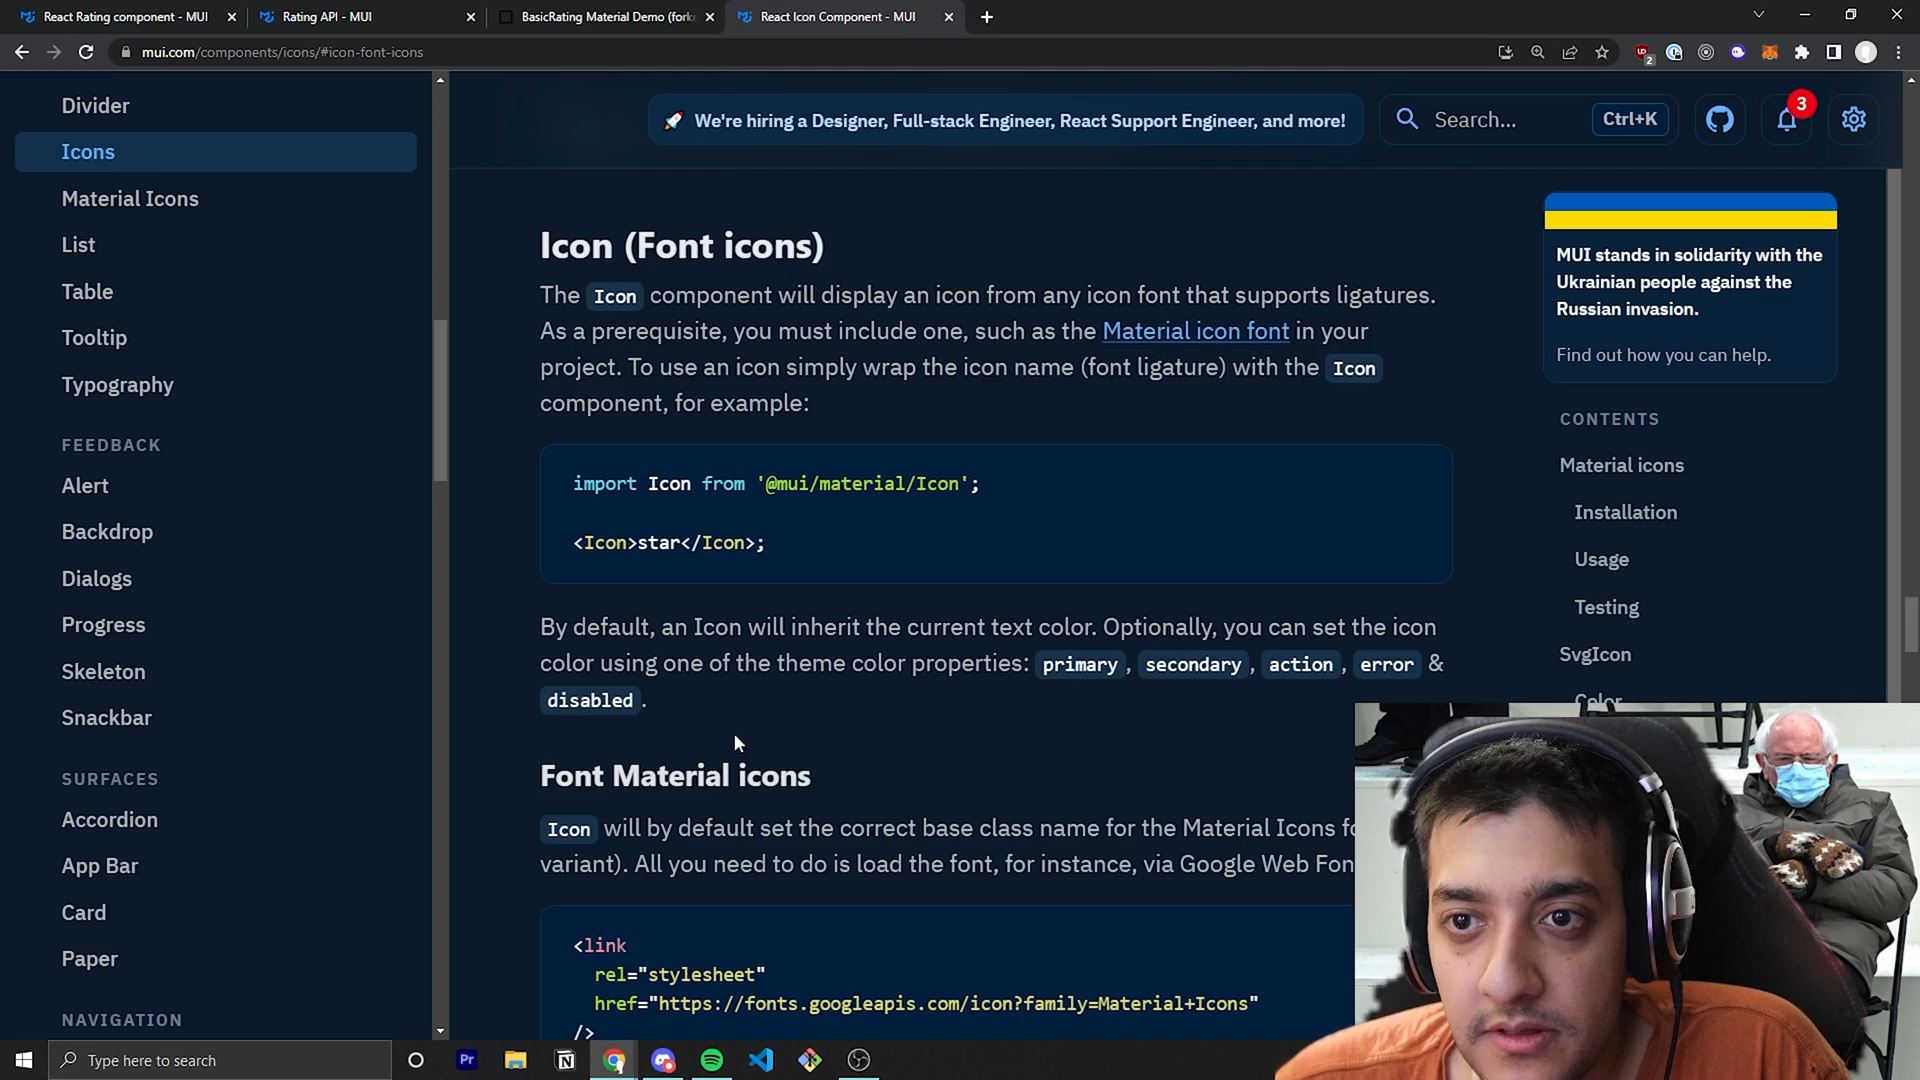 React Rating component - MUI
Rating API - MUI
BasicRating Material Demo (fork
React Icon Component - MUI
mui.com/components/icons/#icon-font-icons
2
Divider
Icons
Material Icons
List
Table
Tooltip
Typography
FEEDBACK
Alert
Backdrop
Dialogs
Progress
Skeleton
Snackbar
SURFACES
Accordion
App Bar
Card
Paper
NAVIGATION
We're hiring a Designer, Full-stack Engineer, React Support Engineer, and more!
Search...
Ctrl+K
3
Icon (Font icons)
The Icon component will display an icon from any icon font that supports ligatures.
As a prerequisite, you must include one, such as the Material icon font in your
project. To use an icon simply wrap the icon name (font ligature) with the Icon
component, for example:
import Icon from '@mui/material/Icon';
<Icon>star</Icon>;
By default, an Icon will inherit the current text color. Optionally, you can set the icon
color using one of the theme color properties: primary, secondary, action, error &
disabled.
Font Material icons
Icon will by default set the correct base class name for the Material Icons
variant). All you need to do is load the font, for instance, via Google Web Fon
<link
rel="stylesheet"
href="https://fonts.googleapis.com/icon?family=Material+Icons"
/>
MUI stands in solidarity with the
Ukrainian people against the
Russian invasion.
Find out how you can help.
CONTENTS
Material icons
Installation
Usage
Testing
SvgIcon
Color
Type here to search
Pr